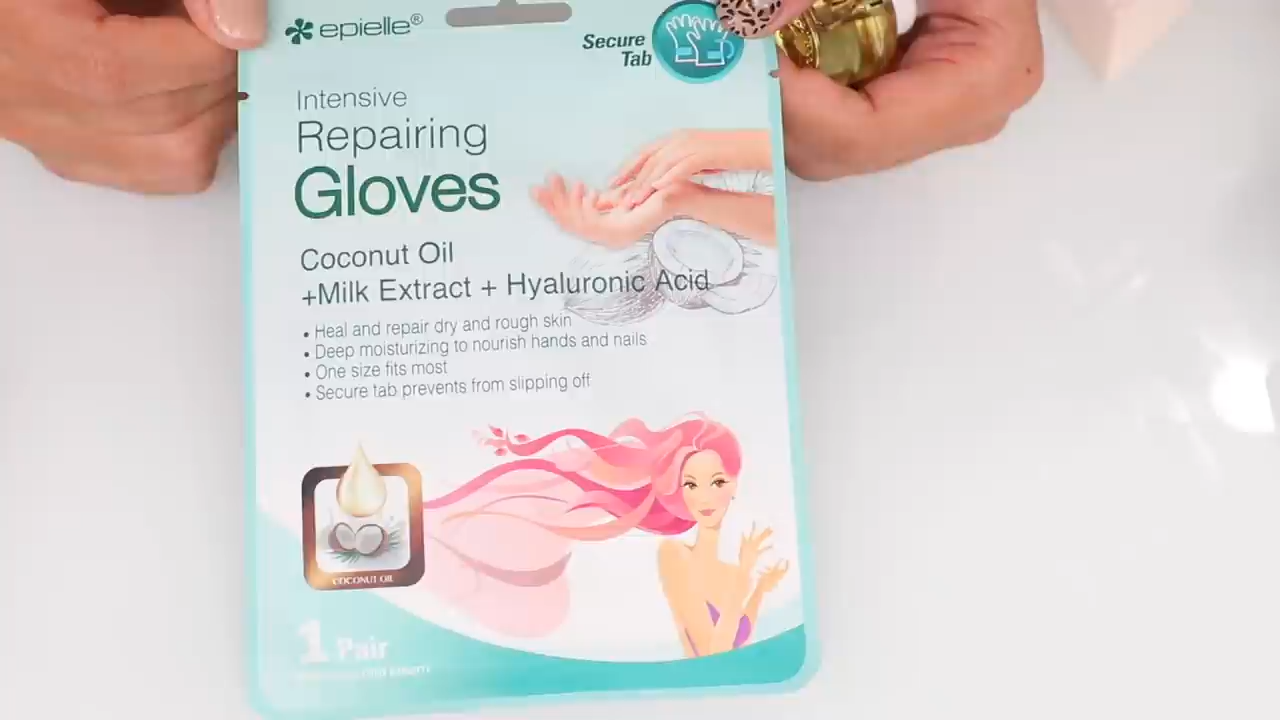 epielle®
Secure
Tab
Intensive
Repairing
Gloves
Coconut Oil
+Milk Extract + Hyaluronic Acid
• Heal and repair dry and rough skin
• Deep moisturizing to nourish hands and nails
• One size fits most
• Secure tab prevents from slipping off
COCONUT OIL
1 Pair